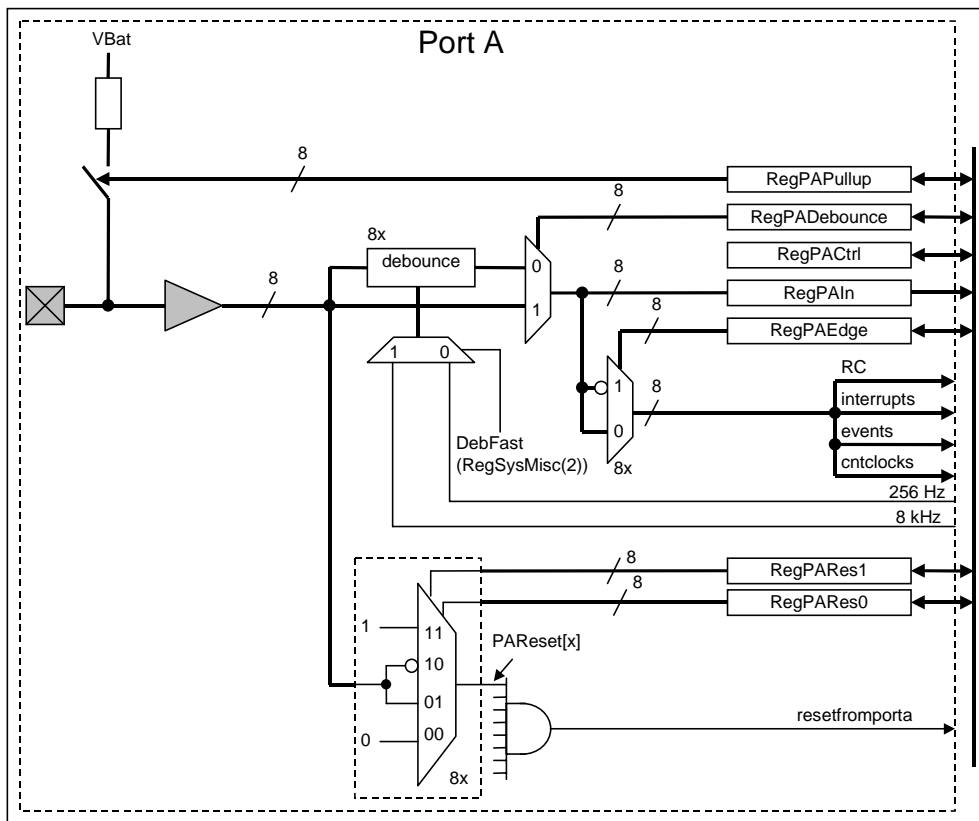 Port A
VBat
8
RegPAPullup
8
RegPADebounce
8x
debounce
0
RegPACtrl
8
8
RegPAIn
1
8
RegPAEdge
1 0
RC
1
8
interrupts
DebFast
0
events
(RegSysMisc(2))
8x
cntclocks
256 Hz
8 kHz
8
RegPARes1
8
RegPARes0
1
11
PAReset[x]
10
01
resetfromporta
0
00
8x